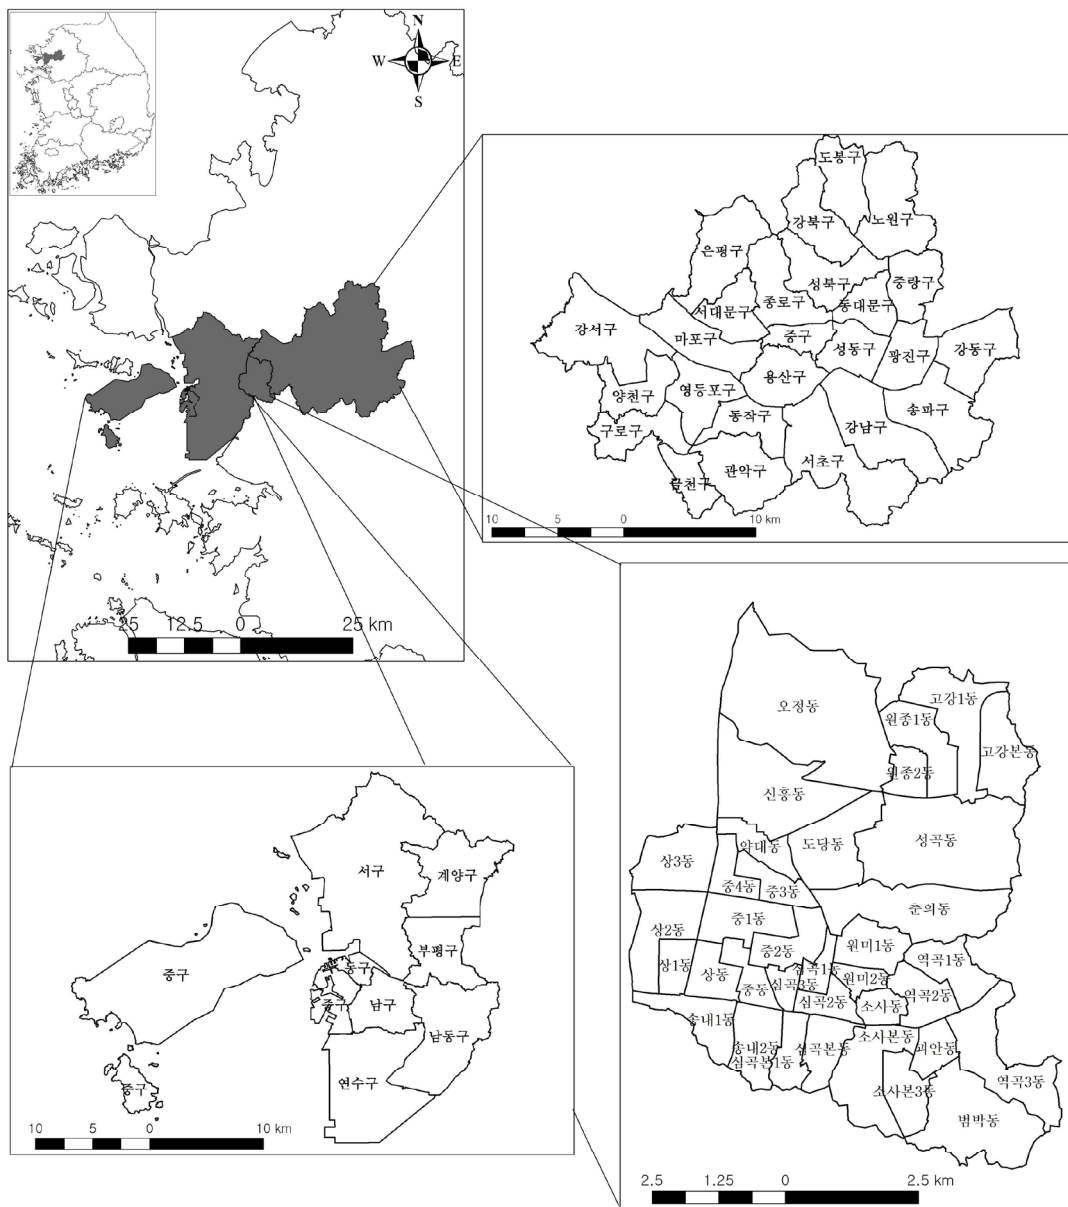 N
W
E
S
25 12.5 0 25 km
도봉구
강북구
노원구
은평구
성북구
중랑구
서대문구
종로구
동대문구
강서구
마포구
중구
성동구
광진구
강동구
용산구
양천구
영등포구
동작구
송파구
강남구
구로구
관악구
서초구
금천구
10 5 0 10 km
오정동
고강1동
원종1동
고강본동
원종2동
신흥동
약대동
도당동
성곡동
상3동
중4동
중3동
춘의동
상2동
중1동
중2동
원미1동
역곡1동
상1동
상동
심곡1동
중동
심곡3동
원미2동
역곡2동
심곡2동
소사동
송내1동
송내2동
심곡본1동
심곡본동
소사본동
괴안동
역곡3동
소사본3동
범박동
2.5 1.25 0 2.5 km
서구
계양구
부평구
중구
동구
중구
남구
남동구
연수구
중구
10 5 0 10 km